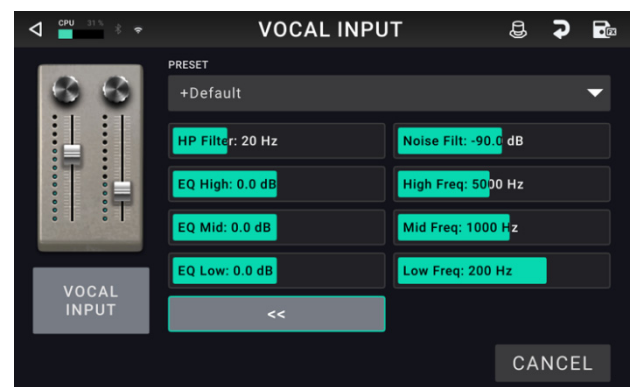 CPU 31 %
VOCAL INPUT
FX
PRESET
+Default
HP Filter: 20 Hz
Noise Filt: -90.0 dB
EQ High: 0.0 dB
High Freq: 5000 Hz
EQ Mid: 0.0 dB
Mid Freq: 1000 Hz
EQ Low: 0.0 dB
Low Freq: 200 Hz
VOCAL
INPUT
<<
CANCEL